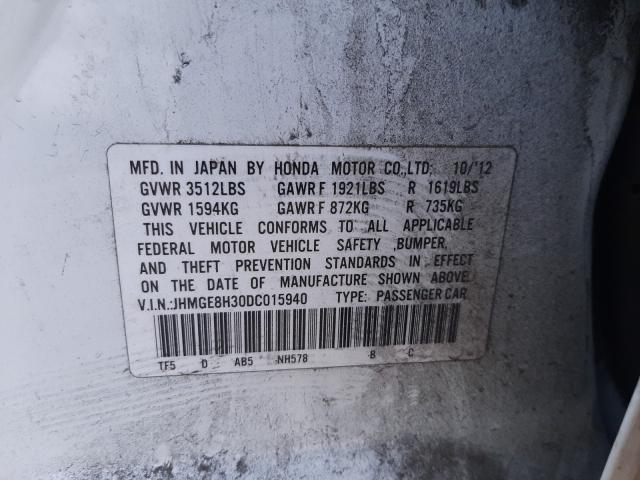 MFD. IN JAPAN BY HONDA MOTOR CO.,LTD. 10/'12
GVWR 3512LBS GAWR F 1921LBS R 1619LBS
GVWR 1594KG GAWR F 872KG R 735KG
THIS VEHICLE CONFORMS TO ALL APPLICABLE
FEDERAL MOTOR VEHICLE SAFETY ,BUMPER,
AND THEFT PREVENTION STANDARDS IN EFFECT
ON THE DATE OF MANUFACTURE SHOWN ABOVE.
V.I.N.:JHMGE8H30DC015940 TYPE: PASSENGER CAR
TF5 D AB5 NH578 B C